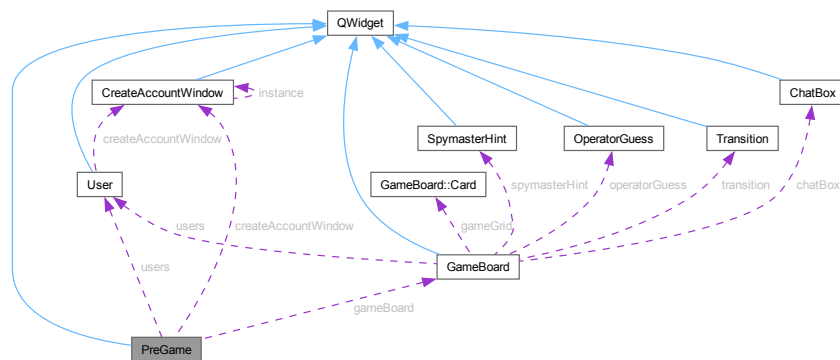 QWidget
CreateAccountWindow
instance
ChatBox
createAccountWindow
SpymasterHint
OperatorGuess
Transition
User
GameBoard::Card
spymasterHint
operatorGuess
transition
chatBox
users
createAccountWindow
gameGrid
users
GameBoard
gameBoard
PreGame